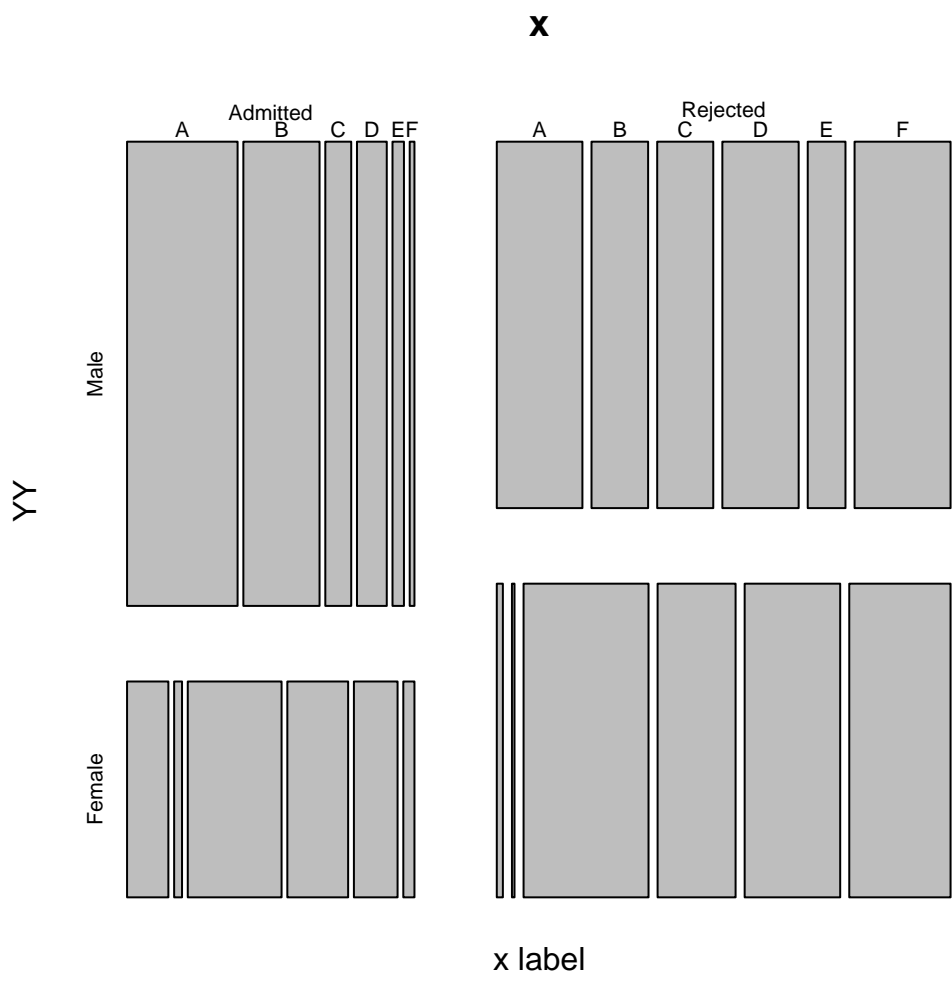 x
Admitted
Rejected
A B C D E F
A B C D E F
Male
YY
Female
x label